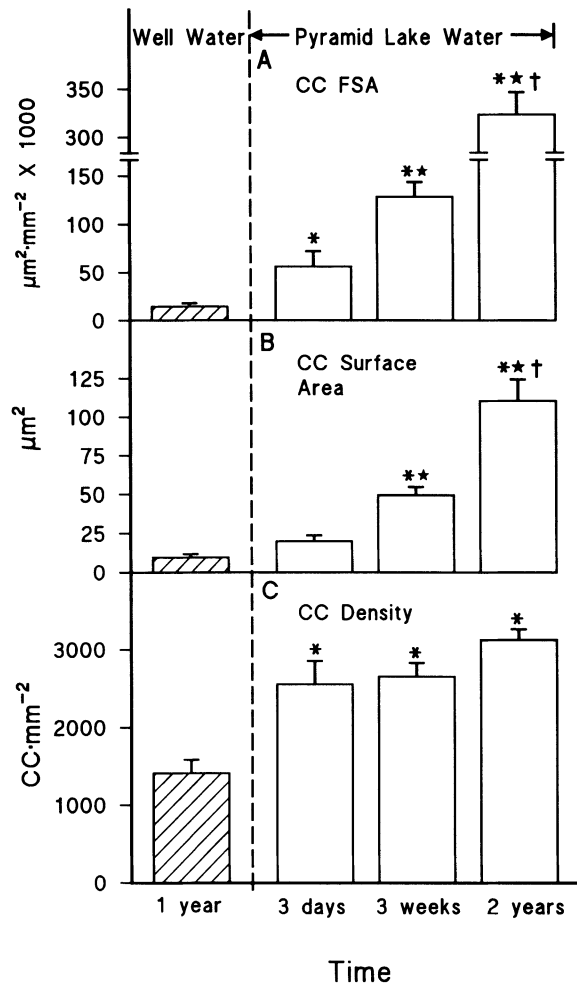 Well Water
Pyramid Lake Water
A
CC FSA
* ★ †
* ★
*
350
300
150
100
50
0
μm²·mm⁻² X 1000
B
CC Surface
Area
* ★ †
* ★
125
100
75
50
25
0
μm²
C
CC Density
*
*
*
3000
2000
1000
0
CC·mm⁻²
1 year
3 days
3 weeks
2 years
Time